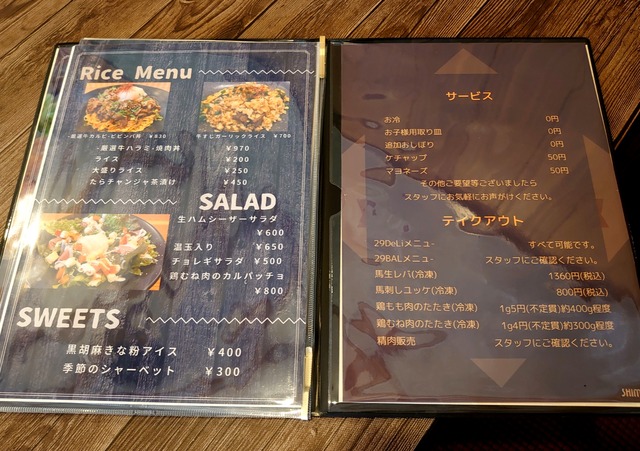 Rice Menu
・厳選牛カルビ・ビビンバ丼 ￥830
牛すじガーリックライス ￥700
・厳選牛ハラミ・焼肉丼 ￥970
ライス ￥200
大盛りライス ￥250
たらチャンジャ茶漬け ￥450
SALAD
生ハムシーザーサラダ
￥600
温玉入り ￥650
チョレギサラダ ￥500
鶏むね肉のカルパッチョ
￥800
SWEETS
黒胡麻きな粉アイス ￥400
季節のシャーベット ￥300
サービス
お冷 0円
お子様用取り皿 0円
追加おしぼり 0円
ケチャップ 50円
マヨネーズ 50円
その他ご要望等ございましたら
スタッフにお気軽にお声がけください。
テイクアウト
29DeLiメニュー すべて可能です。
29BALメニュー スタッフにご確認ください。
馬生レバ(冷凍) 1360円(税込)
馬刺しユッケ(冷凍) 800円(税込)
鶏もも肉のたたき(冷凍) 1g5円(不定貫)約400g程度
鶏むね肉のたたき(冷凍) 1g4円(不定貫)約300g程度
精肉販売 スタッフにご確認ください。